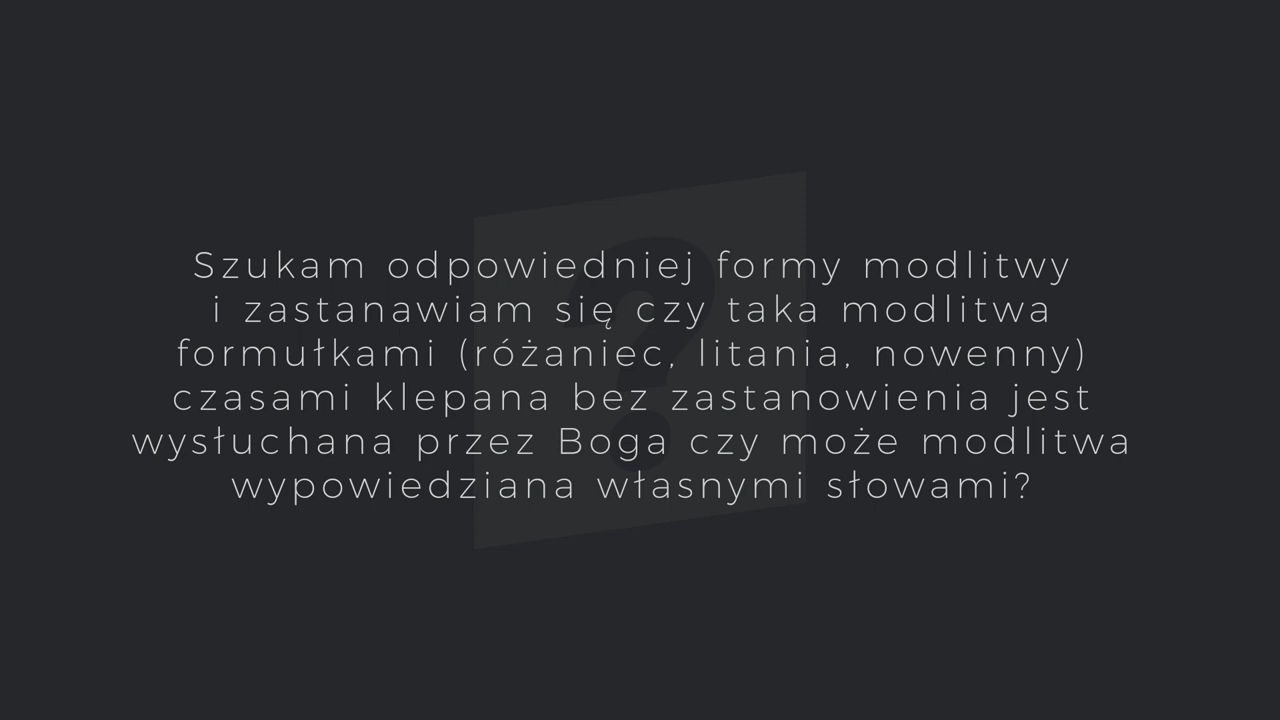 Szukam odpowiedniej formy modlitwy
i zastanawiam się czy taka modlitwa
formułkami (różaniec, litania, nowenny)
czasami klepana bez zastanowienia jest
wysłuchana przez Boga czy może modlitwa
wypowiedziana własnymi słowami?